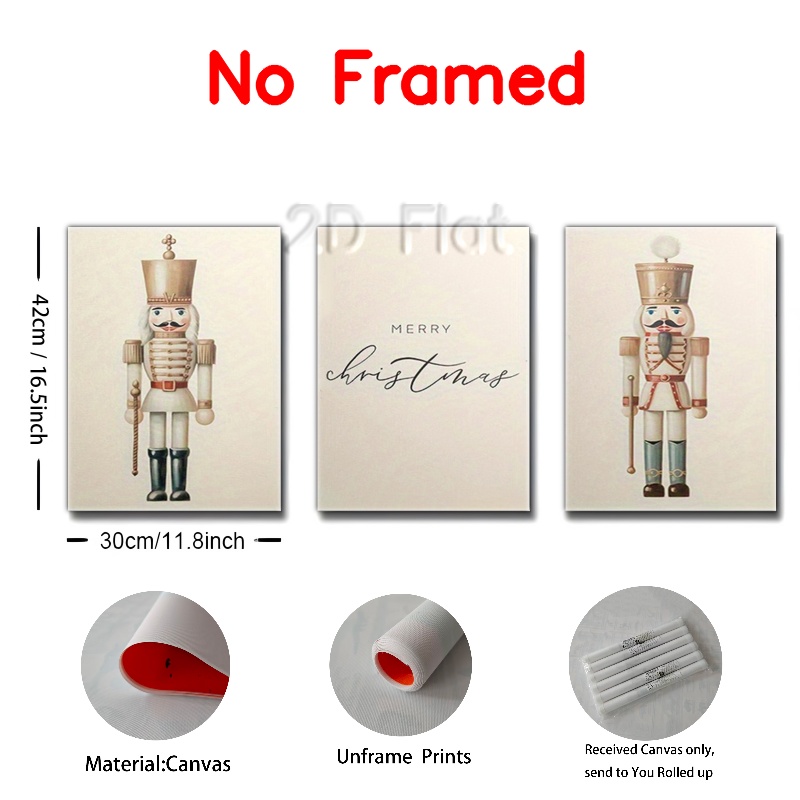 No Framed
2.D Flat
42cm / 16.5inch
MERRY
christmas
30cm/11.8inch
Material:Canvas
Unframe Prints
Received Canvas only,
send to You Rolled up